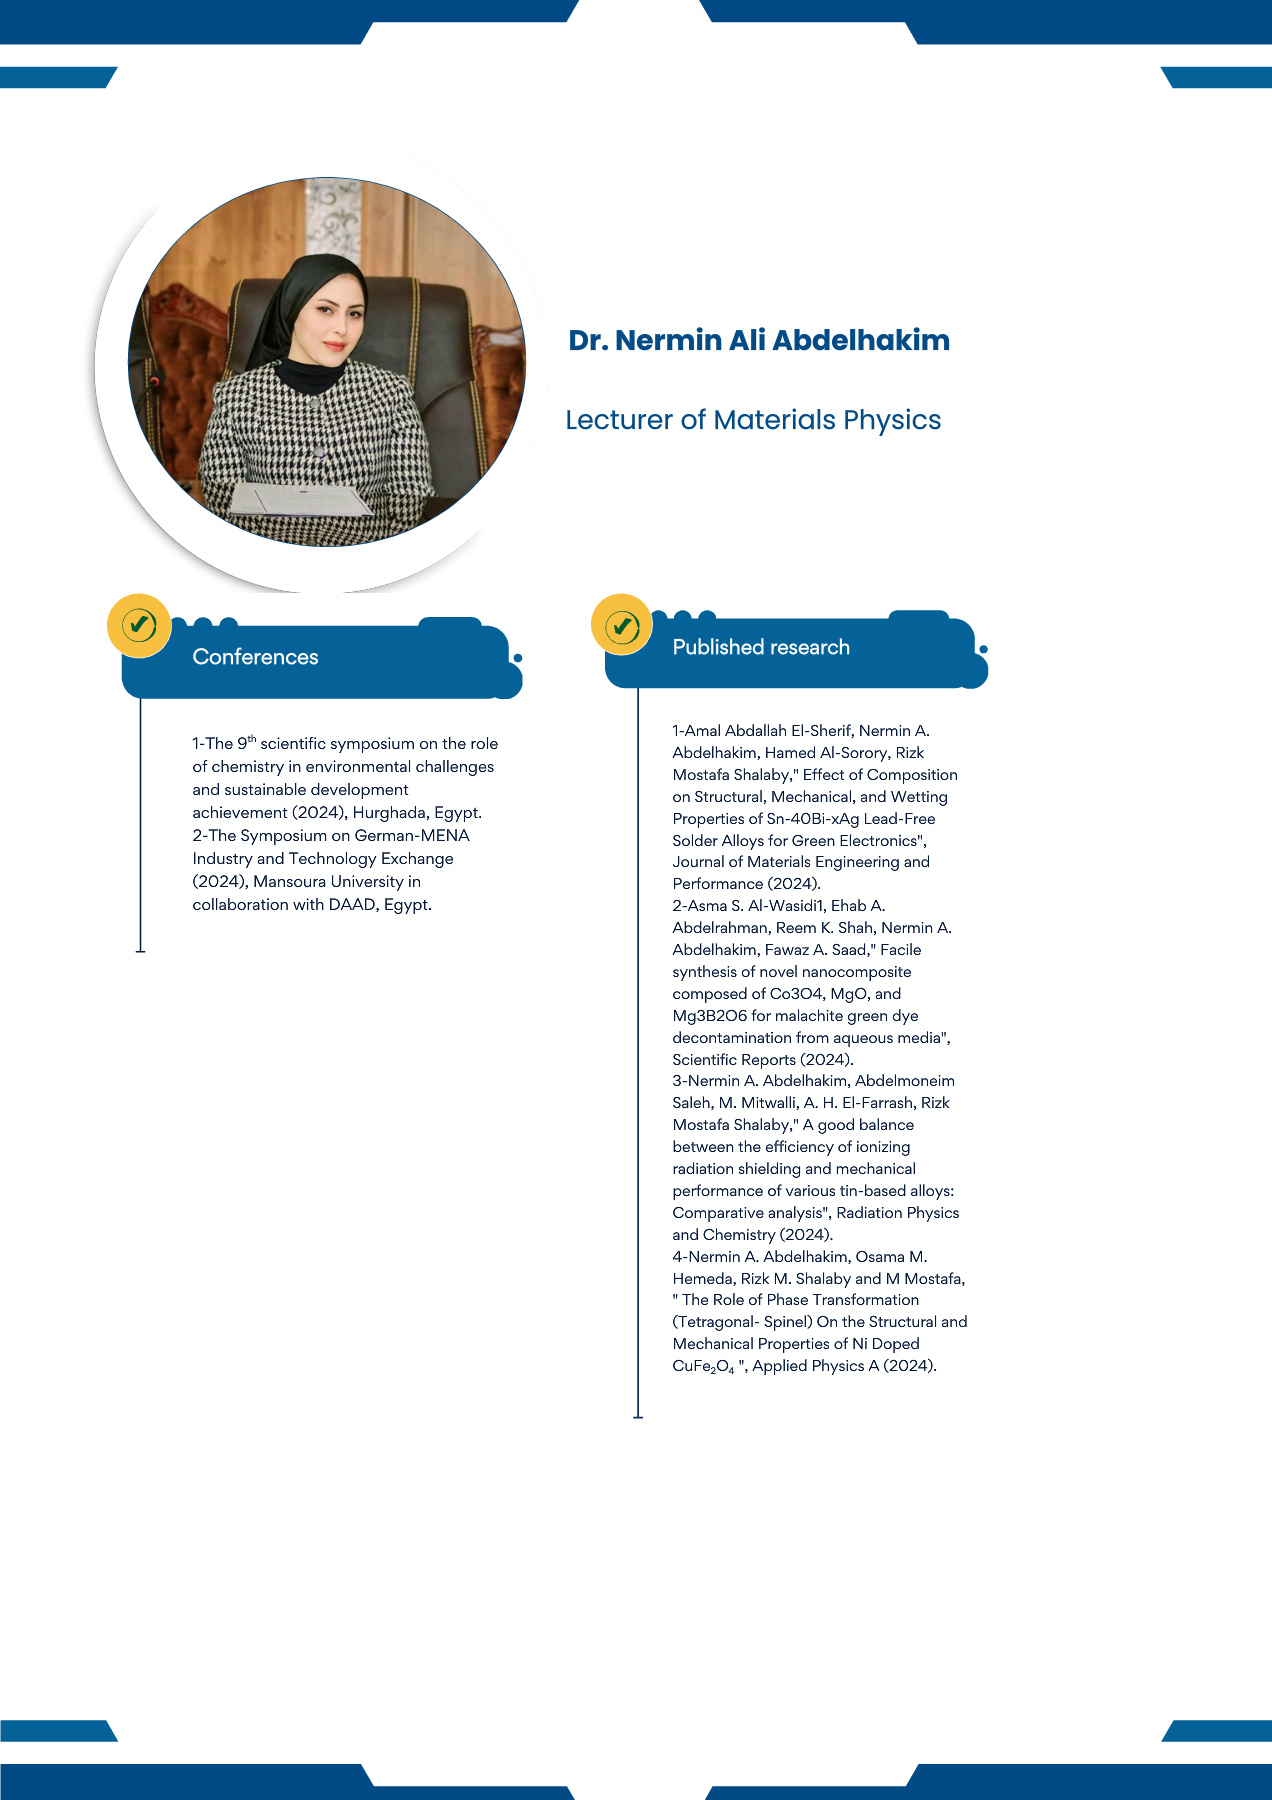 Dr. Nermin Ali Abdelhakim
Lecturer of Materials Physics
Conferences
1-The 9th scientific symposium on the role
of chemistry in environmental challenges
and sustainable development
achievement (2024), Hurghada, Egypt.
2-The Symposium on German-MENA
Industry and Technology Exchange
(2024), Mansoura University in
collaboration with DAAD, Egypt.
Published research
1-Amal Abdallah El-Sherif, Nermin A.
Abdelhakim, Hamed Al-Sorory, Rizk
Mostafa Shalaby," Effect of Composition
on Structural, Mechanical, and Wetting
Properties of Sn-40Bi-xAg Lead-Free
Solder Alloys for Green Electronics",
Journal of Materials Engineering and
Performance (2024).
2-Asma S. Al-Wasidi1, Ehab A.
Abdelrahman, Reem K. Shah, Nermin A.
Abdelhakim, Fawaz A. Saad," Facile
synthesis of novel nanocomposite
composed of Co3O4, MgO, and
Mg3B2O6 for malachite green dye
decontamination from aqueous media",
Scientific Reports (2024).
3-Nermin A. Abdelhakim, Abdelmoneim
Saleh, M. Mitwalli, A. H. El-Farrash, Rizk
Mostafa Shalaby," A good balance
between the efficiency of ionizing
radiation shielding and mechanical
performance of various tin-based alloys:
Comparative analysis", Radiation Physics
and Chemistry (2024).
4-Nermin A. Abdelhakim, Osama M.
Hemeda, Rizk M. Shalaby and M Mostafa,
" The Role of Phase Transformation
(Tetragonal- Spinel) On the Structural and
Mechanical Properties of Ni Doped
CuFe₂O₄ ", Applied Physics A (2024).